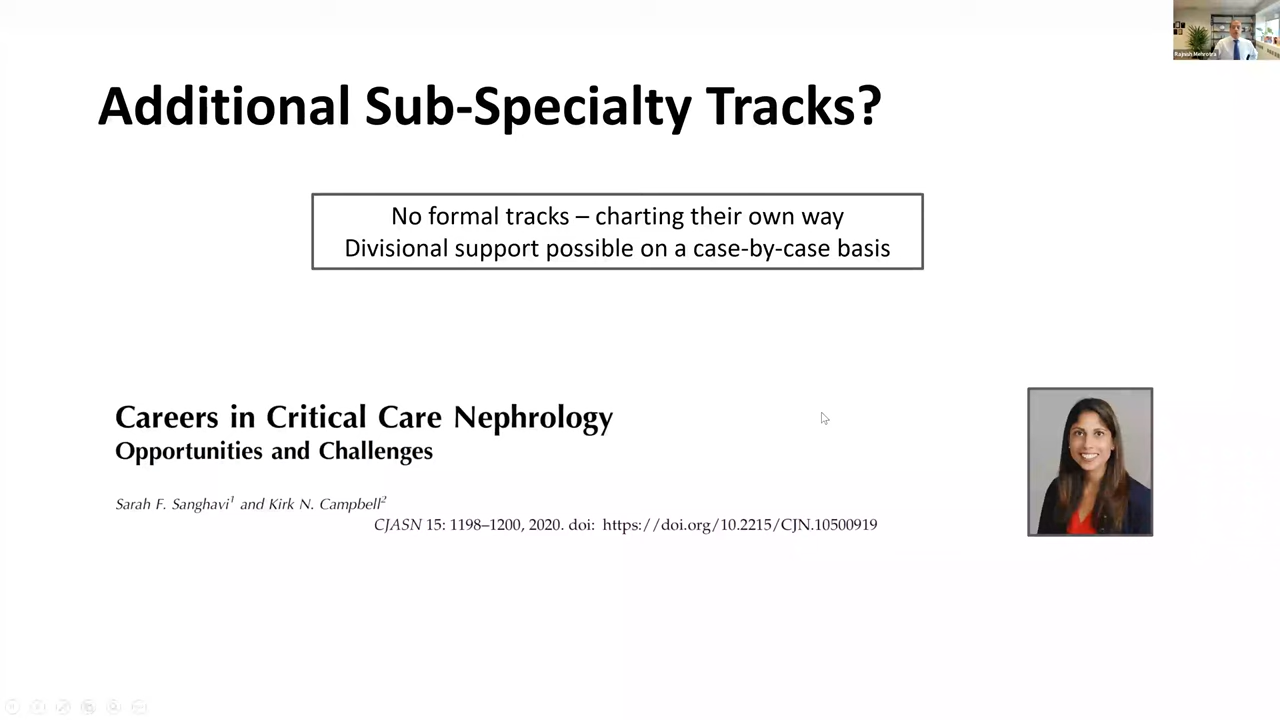 Rajnish Mehrotra
Additional Sub-Specialty Tracks?
No formal tracks – charting their own way
Divisional support possible on a case-by-case basis
Careers in Critical Care Nephrology
Opportunities and Challenges
Sarah F. Sanghavi1 and Kirk N. Campbell2
CJASN 15: 1198–1200, 2020. doi: https://doi.org/10.2215/CJN.10500919